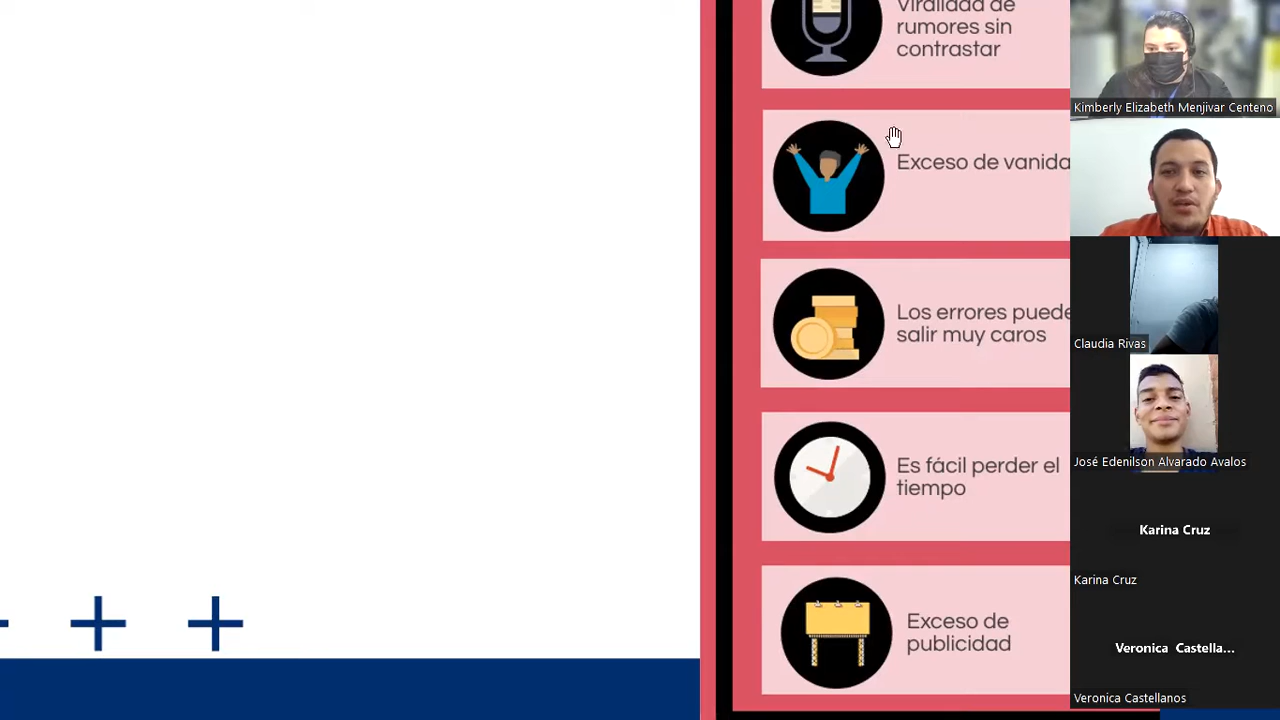 Viralidad de
rumores sin
contrastar
Exceso de vanida
Los errores puede
salir muy caros
Es fácil perder el
tiempo
Exceso de
publicidad
Kimberly Elizabeth Menjivar Centeno
Claudia Rivas
José Edenilson Alvarado Avalos
Karina Cruz
Karina Cruz
Veronica Castella...
Veronica Castellanos